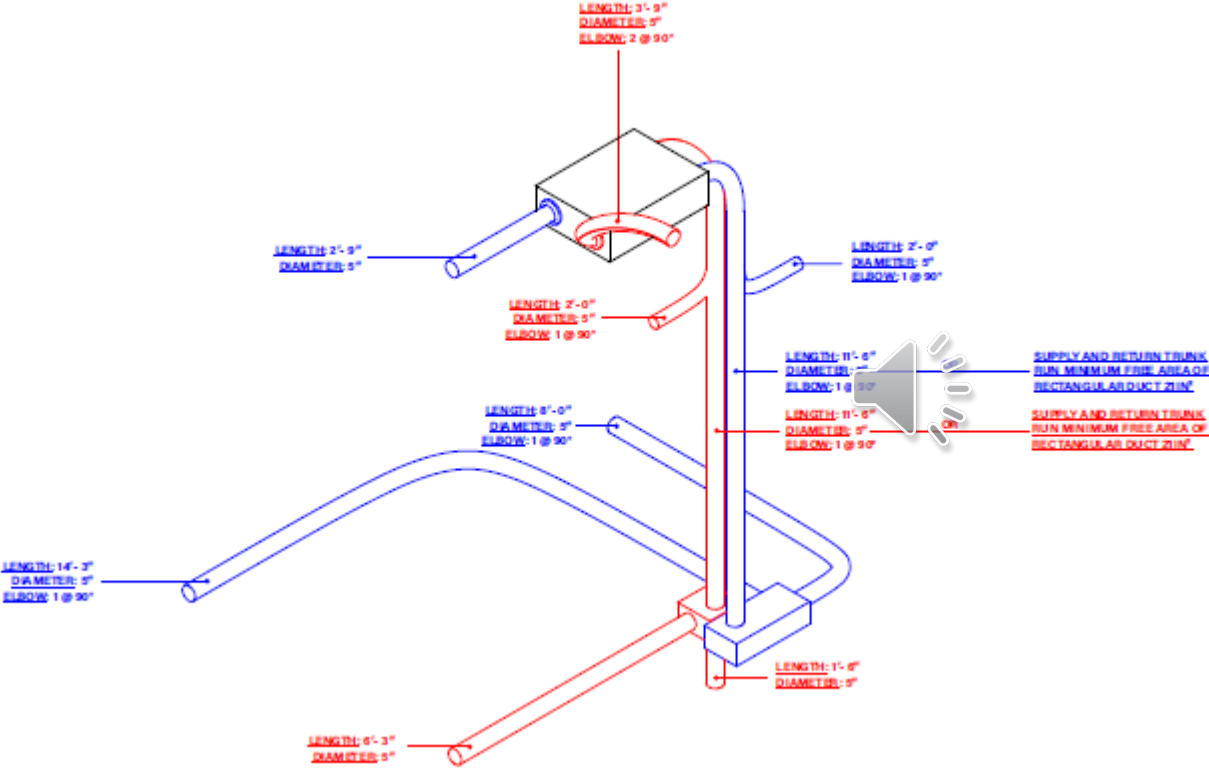 LENGTH: 3'- 9"
DIAMETER: 5"
ELBOW: 2 @ 90°
LENGTH: 2'- 9"
DIAMETER: 5"
LENGTH: 2'- 0"
DIAMETER: 5"
ELBOW: 1 @ 90°
LENGTH: 2'- 0"
DIAMETER: 5"
ELBOW: 1 @ 90°
LENGTH: 11'- 6"
DIAMETER:
ELBOW: 1 @ 90°
SUPPLY AND RETURN TRUNK
RUN MINIMUM FREE AREA OF
RECTANGULAR DUCT 21 IN²
LENGTH: 8'- 0"
DIAMETER: 5"
ELBOW: 1 @ 90°
LENGTH: 11'- 6"
DIAMETER: 5"
ELBOW: 1 @ 90°
OR
SUPPLY AND RETURN TRUNK
RUN MINIMUM FREE AREA OF
RECTANGULAR DUCT 21 IN²
LENGTH: 14'- 3"
DIAMETER: 5"
ELBOW: 1 @ 90°
LENGTH: 1'- 6"
DIAMETER: 5"
LENGTH: 6'- 3"
DIAMETER: 5"